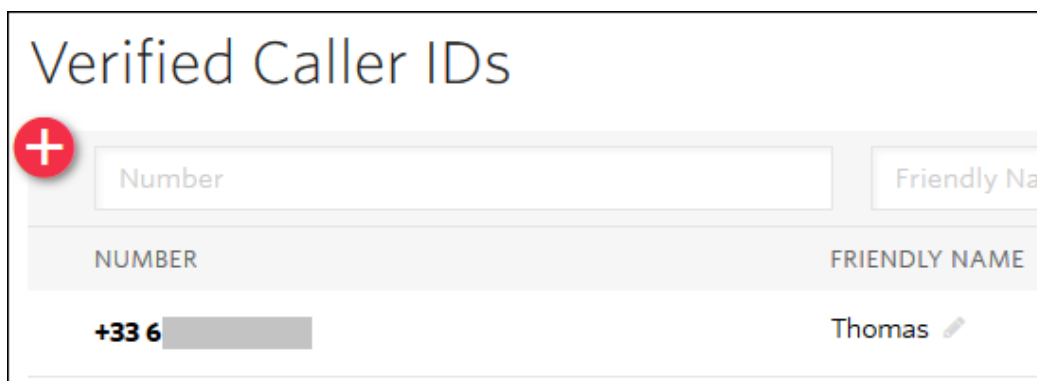 Verified Caller IDs
Number Friendly Na
NUMBER FRIENDLY NAME
+33 6 Thomas